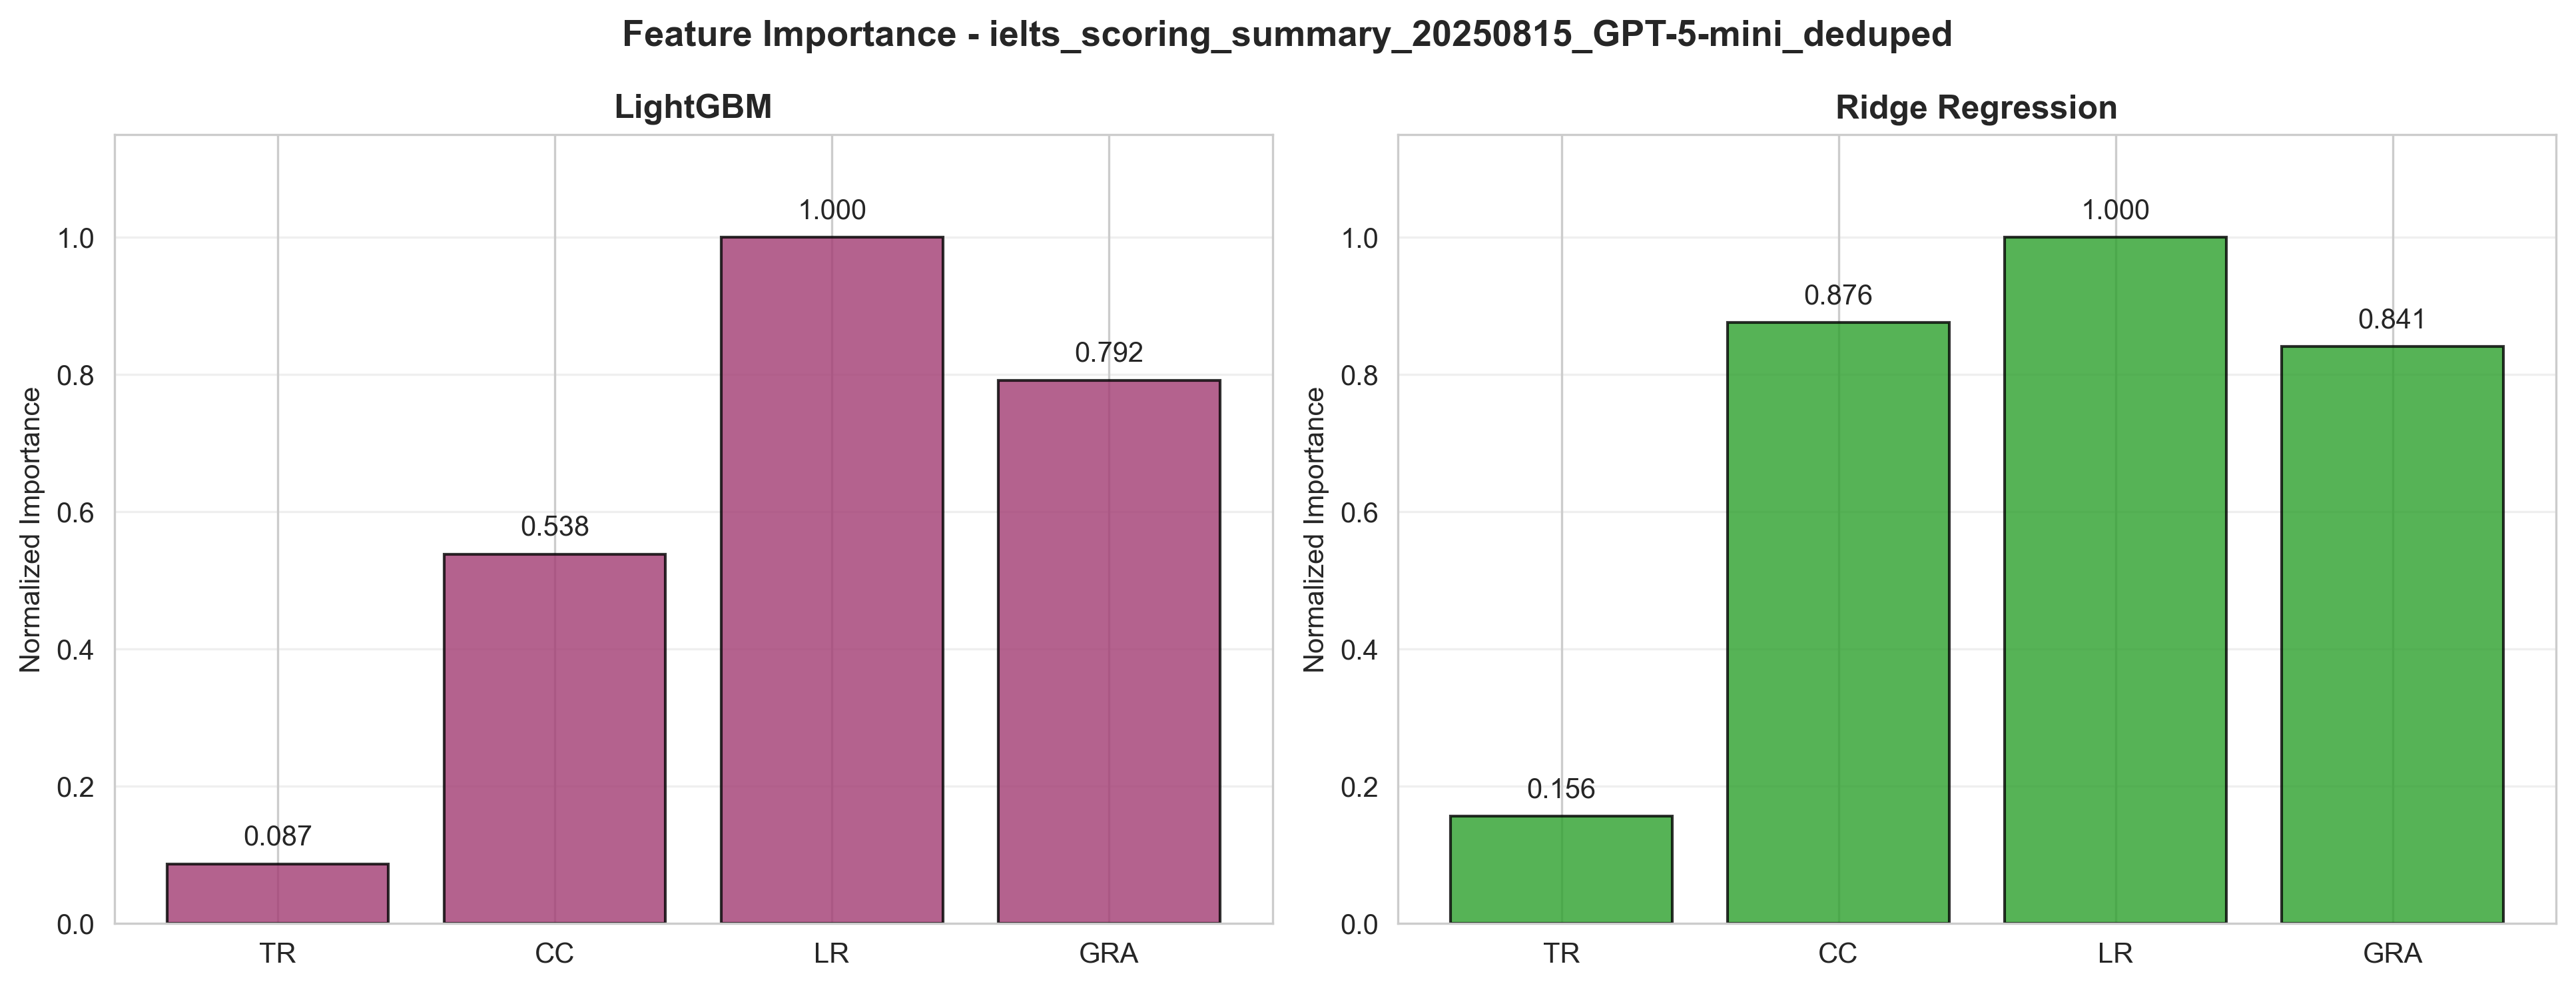 Feature Importance - ielts_scoring_summary_20250815_GPT-5-mini_deduped
LightGBM
Normalized Importance
1.0
0.8
0.6
0.4
0.2
0.0
0.087
0.538
1.000
0.792
TR
CC
LR
GRA
Ridge Regression
Normalized Importance
1.0
0.8
0.6
0.4
0.2
0.0
0.156
0.876
1.000
0.841
TR
CC
LR
GRA